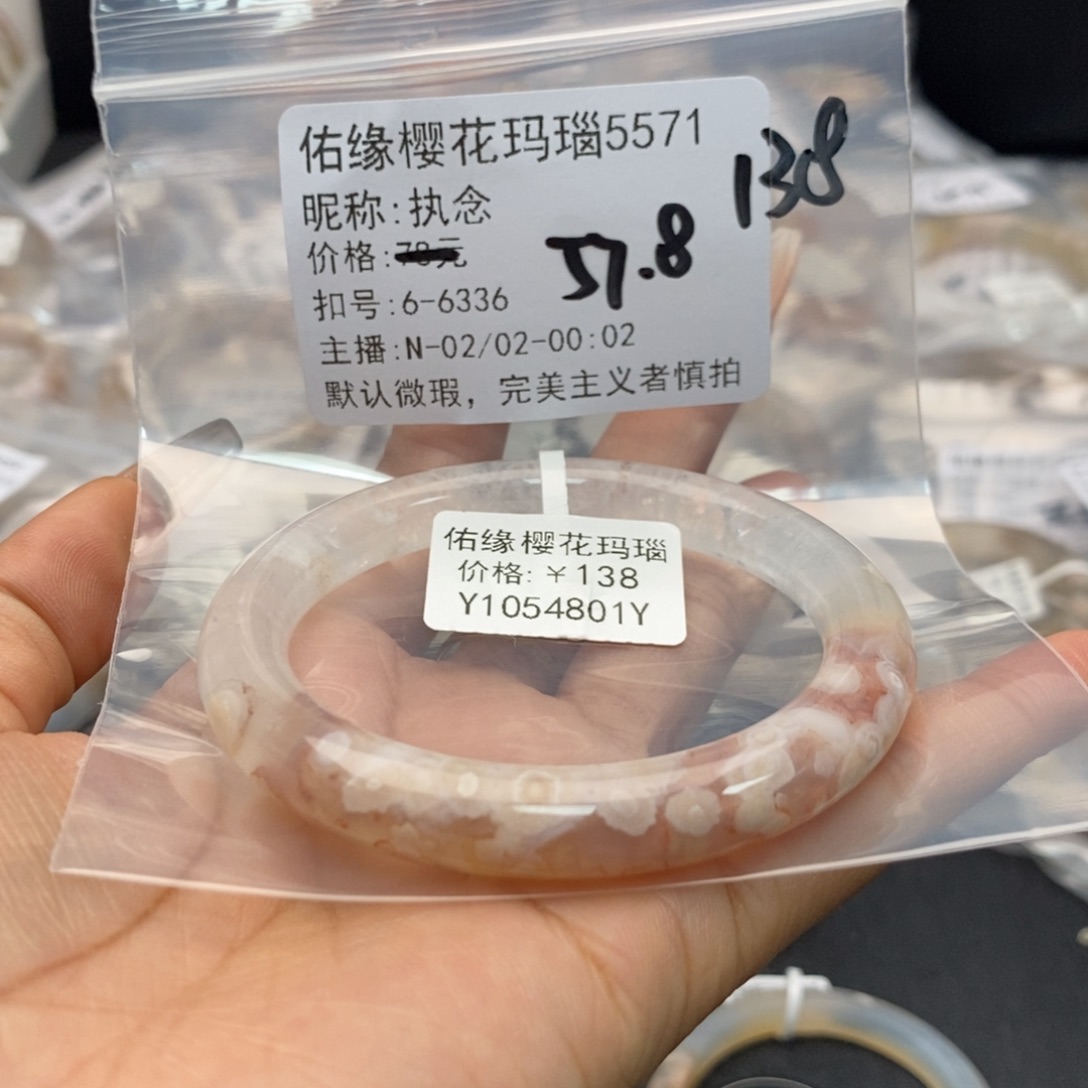 佑缘樱花玛瑙5571
138
昵称:执念
价格:78元
57.8
扣号:6-6336
主播:N-02/02-00:02
默认微瑕，完美主义者慎拍
佑缘樱花玛瑙
价格:￥138
Y1054801Y